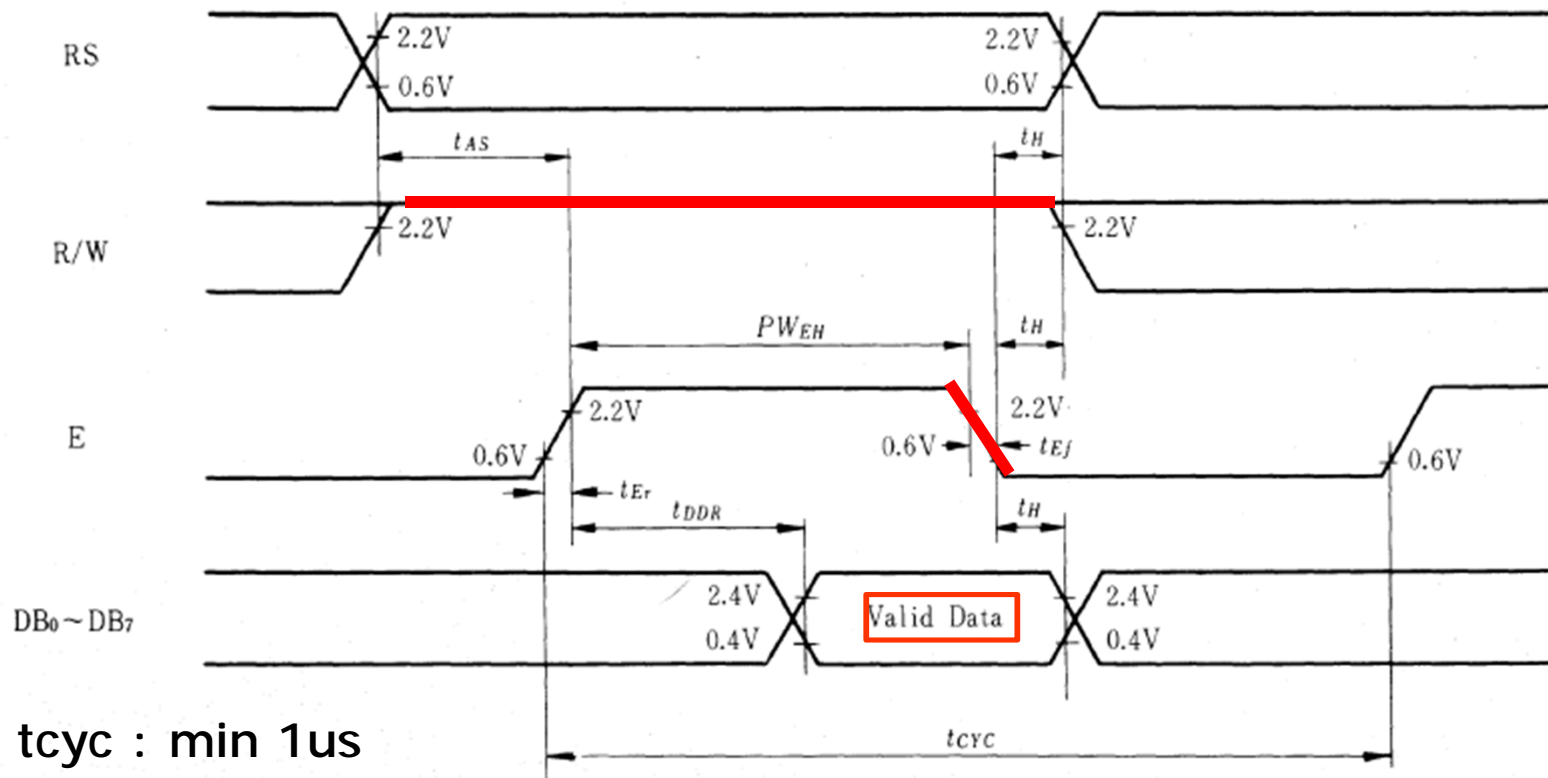 RS
2.2V
2.2V
0.6V
0.6V
tAS
tH
R/W
2.2V
2.2V
PWEH
tH
E
2.2V
2.2V
0.6V
0.6V
tEf
0.6V
tEr
tDDR
tH
DB0~DB7
2.4V
Valid Data
2.4V
0.4V
0.4V
tcyc : min 1us
tCYC